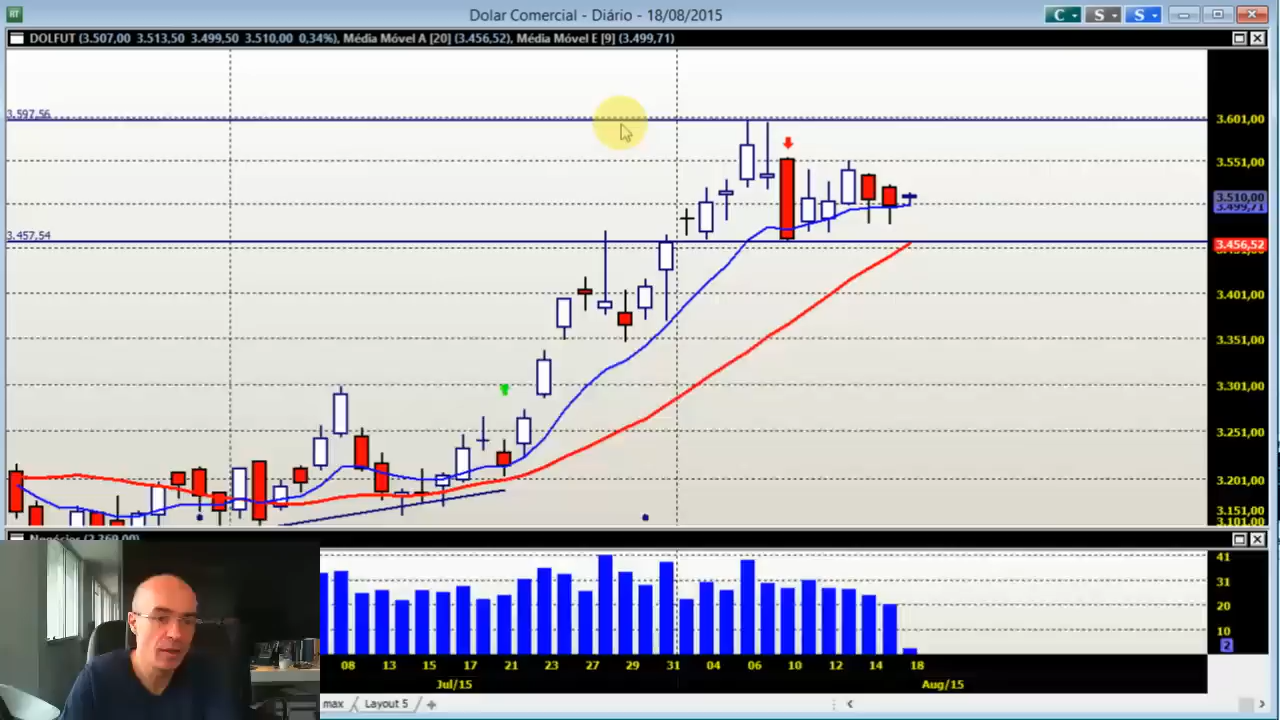 RT
Dolar Comercial - Diário - 18/08/2015
C S S
DOLFUT (3.507,00 3.513,50 3.499,50 3.510,00 0,34%), Média Móvel A [20] (3.456,52), Média Móvel E [9] (3.499,71)
3.597,56
3.457,54
3.601,00
3.551,00
3.510,00
3.499,71
3.456,52
3.401,00
3.351,00
3.301,00
3.251,00
3.201,00
3.151,00
3.101,00
Negócios (2.369,00)
41
31
20
10
2
08 13 15 17 21 23 27 29 31 04 06 10 12 14 18
Jul/15 Aug/15
max Layout 5